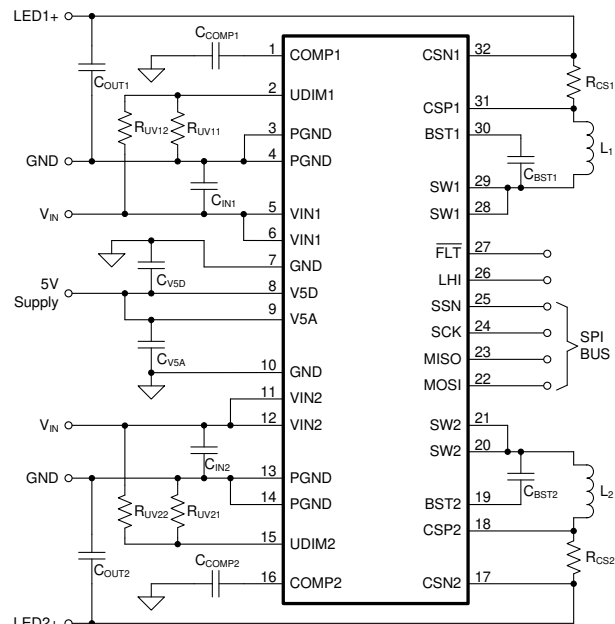 LED1+
C_COMP1
1 COMP1 CSN1 32
C_OUT1 R_CS1
2 UDIM1 CSP1 31
R_UV12 R_UV11
3 PGND BST1 30
GND 4 PGND C_BST1 L_1
C_IN1 SW1 29
V_IN 5 VIN1 SW1 28
6 VIN1
7 GND FLT 27
C_V5D LHI 26
5V Supply 8 V5D SSN 25
9 V5A SCK 24
SPI BUS
C_V5A MISO 23
10 GND MOSI 22
11 VIN2
V_IN 12 VIN2 SW2 21
C_IN2 SW2 20
GND 13 PGND
14 PGND BST2 19
C_BST2 L_2
R_UV22 R_UV21
15 UDIM2 CSP2 18
C_OUT2 C_COMP2 R_CS2
16 COMP2 CSN2 17
LED2+